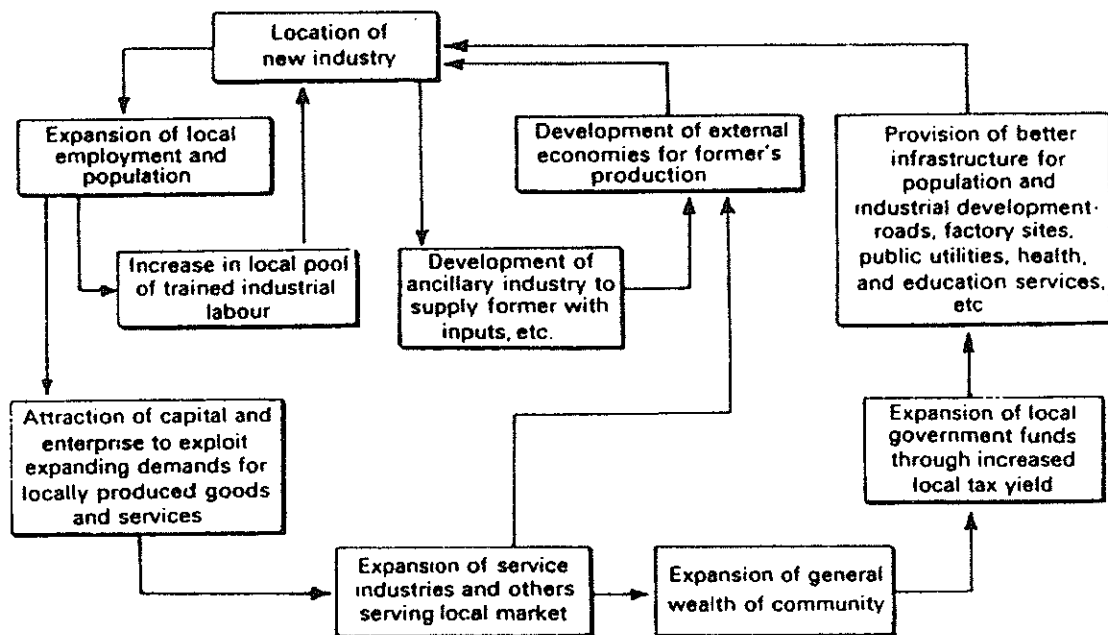 Location of
new industry
Expansion of local
employment and
population
Development of external
economies for former's
production
Provision of better
infrastructure for
population and
industrial development-
roads, factory sites,
public utilities, health,
and education services,
etc
Increase in local pool
of trained industrial
labour
Development of
ancillary industry to
supply former with
inputs, etc.
Attraction of capital and
enterprise to exploit
expanding demands for
locally produced goods
and services
Expansion of local
government funds
through increased
local tax yield
Expansion of service
industries and others
serving local market
Expansion of general
wealth of community